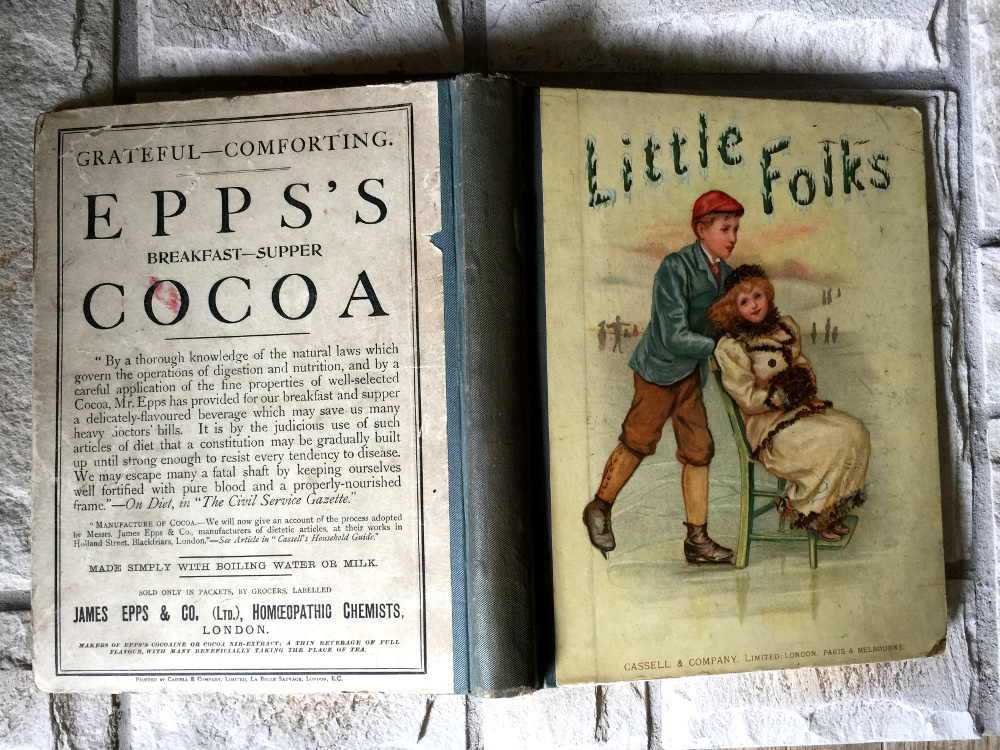 GRATEFUL—COMFORTING.
EPPS'S
BREAKFAST—SUPPER
COCOA
" By a thorough knowledge of the natural laws which
govern the operations of digestion and nutrition, and by a
careful application of the fine properties of well-selected
Cocoa, Mr. Epps has provided for our breakfast and supper
a delicately-flavoured beverage which may save us many
heavy doctors' bills. It is by the judicious use of such
articles of diet that a constitution may be gradually built
up until strong enough to resist every tendency to disease.
We may escape many a fatal shaft by keeping ourselves
well fortified with pure blood and a properly-nourished
frame."—On Diet, in "The Civil Service Gazette."
"MANUFACTURE OF COCOA.—We will now give an account of the process adopted
by Messrs. James Epps & Co., manufacturers of dietetic articles, at their works in
Holland Street, Blackfriars, London."—See Article in "Cassell's Household Guide."
MADE SIMPLY WITH BOILING WATER OR MILK.
SOLD ONLY IN PACKETS, BY GROCERS, LABELLED
JAMES EPPS & CO. (LTD.), HOMŒOPATHIC CHEMISTS,
LONDON.
MAKERS OF EPPS'S COCOAINE OR COCOA NIB-EXTRACT; A THIN BEVERAGE OF FULL
FLAVOUR, WITH MANY BENEFICIALLY TAKING THE PLACE OF TEA.
PRINTED BY CASSELL & COMPANY, LIMITED, LA BELLE SAUVAGE, LONDON, E.C.
Little
Folks
CASSELL & COMPANY, LIMITED: LONDON, PARIS & MELBOURNE.